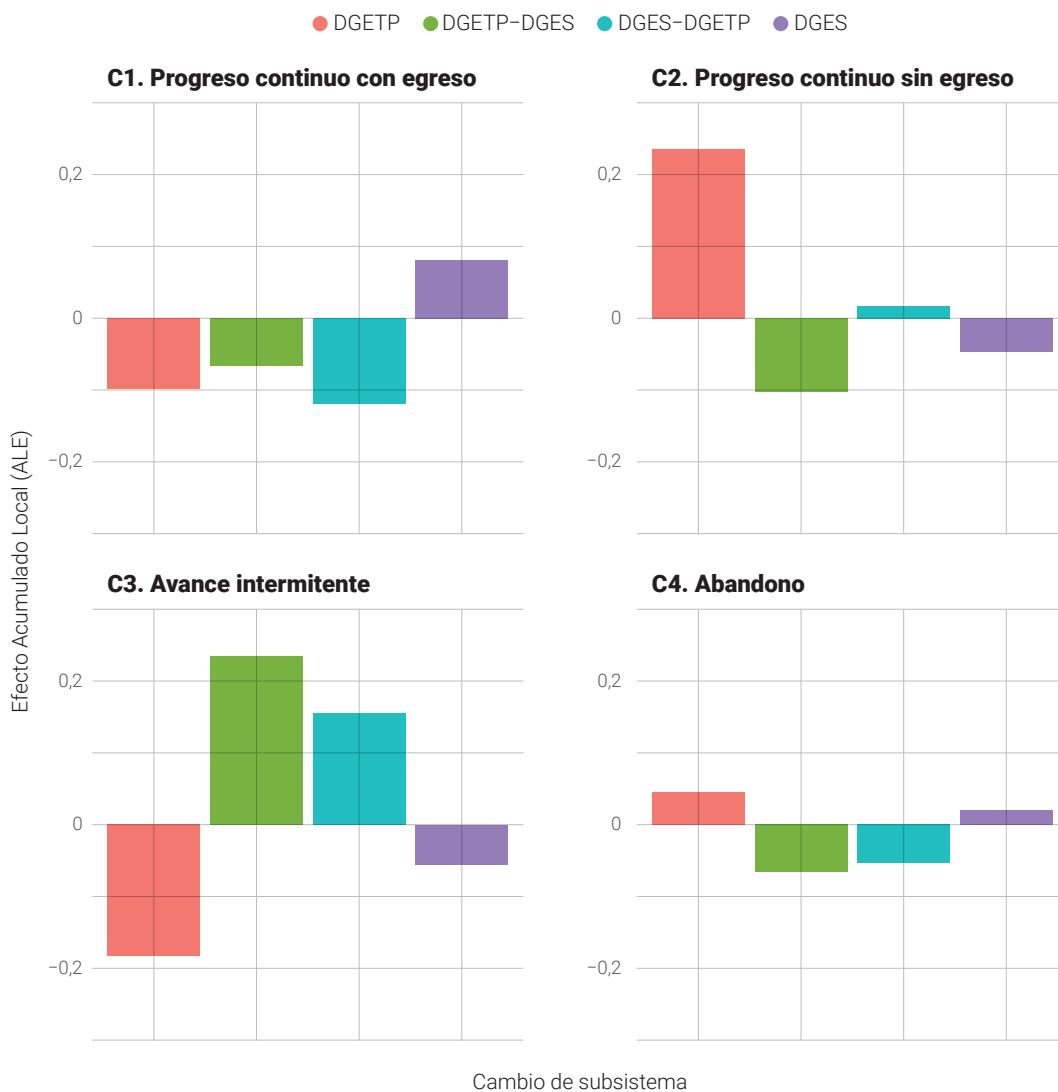 DGETP DGETP–DGES DGES–DGETP DGES
C1. Progreso continuo con egreso
C2. Progreso continuo sin egreso
0,2
0
−0,2
0,2
0
−0,2
Efecto Acumulado Local (ALE)
C3. Avance intermitente
C4. Abandono
0,2
0
−0,2
0,2
0
−0,2
Cambio de subsistema